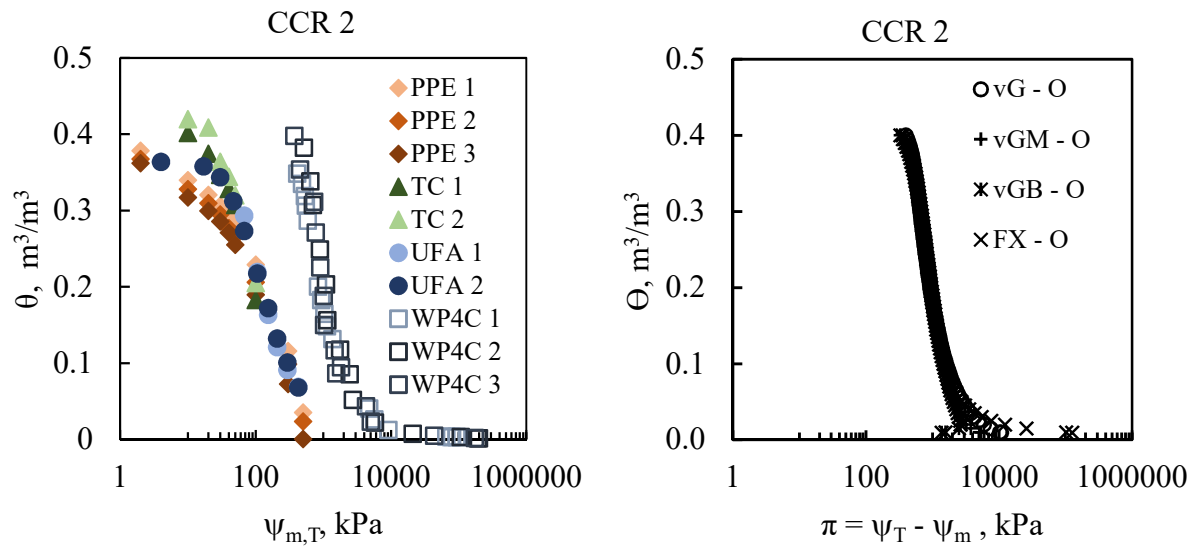 CCR 2
0.5
0.4
0.3
0.2
0.1
0
θ, m³/m³
1
100
10000
1000000
ψm,T, kPa
PPE 1
PPE 2
PPE 3
TC 1
TC 2
UFA 1
UFA 2
WP4C 1
WP4C 2
WP4C 3
CCR 2
0.5
0.4
0.3
0.2
0.1
0.0
Ѳ, m³/m³
1
100
10000
1000000
π = ψT - ψm , kPa
vG - O
vGM - O
vGB - O
FX - O